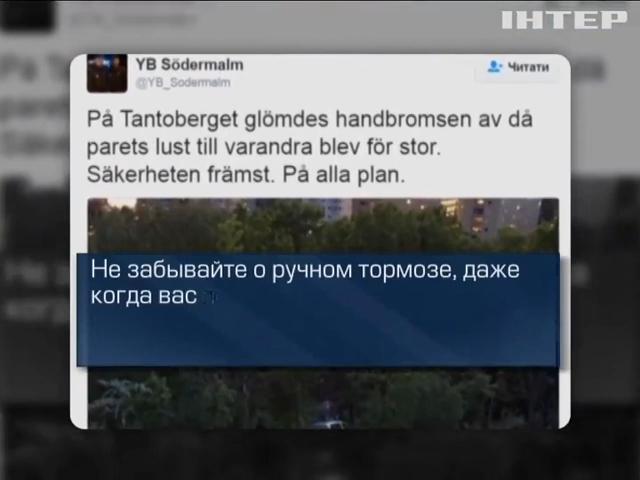 ІНТЕР
YB Södermalm
@YB_Sodermalm
Читати
På Tantoberget glömdes handbromsen av då
parets lust till varandra blev för stor.
Säkerheten främst. På alla plan.
Не забывайте о ручном тормозе, даже
когда вас